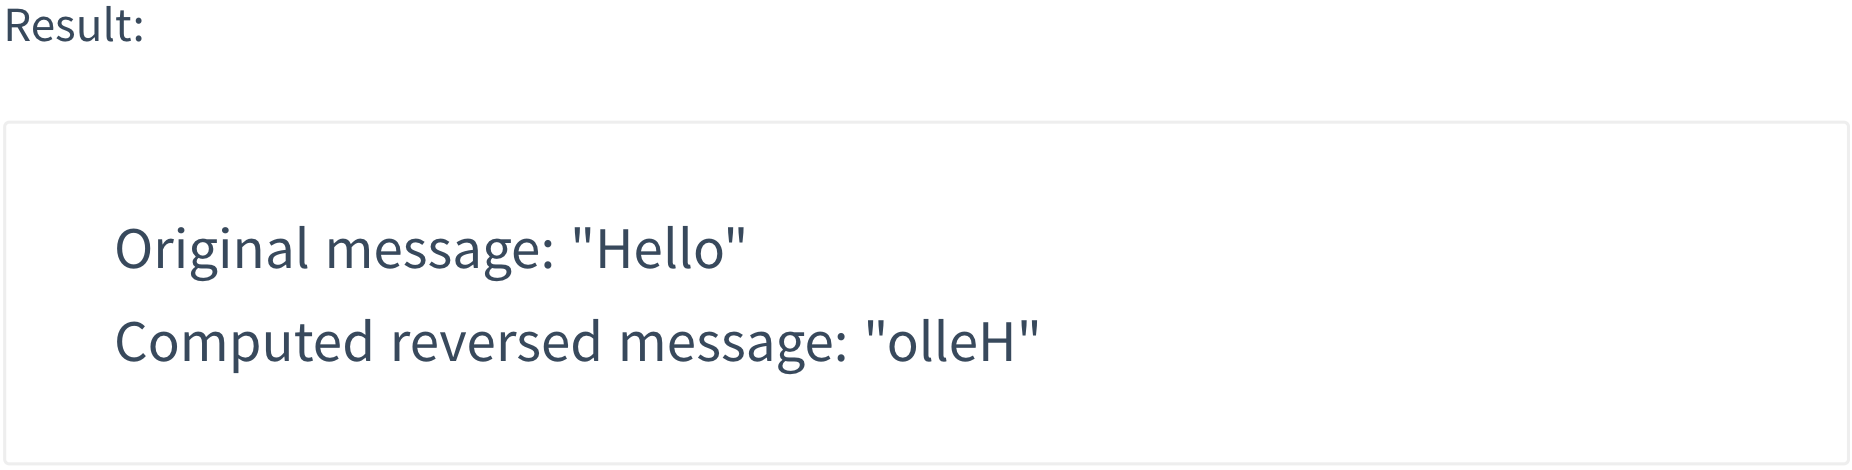 Result:
Original message: "Hello"
Computed reversed message: "olleH"